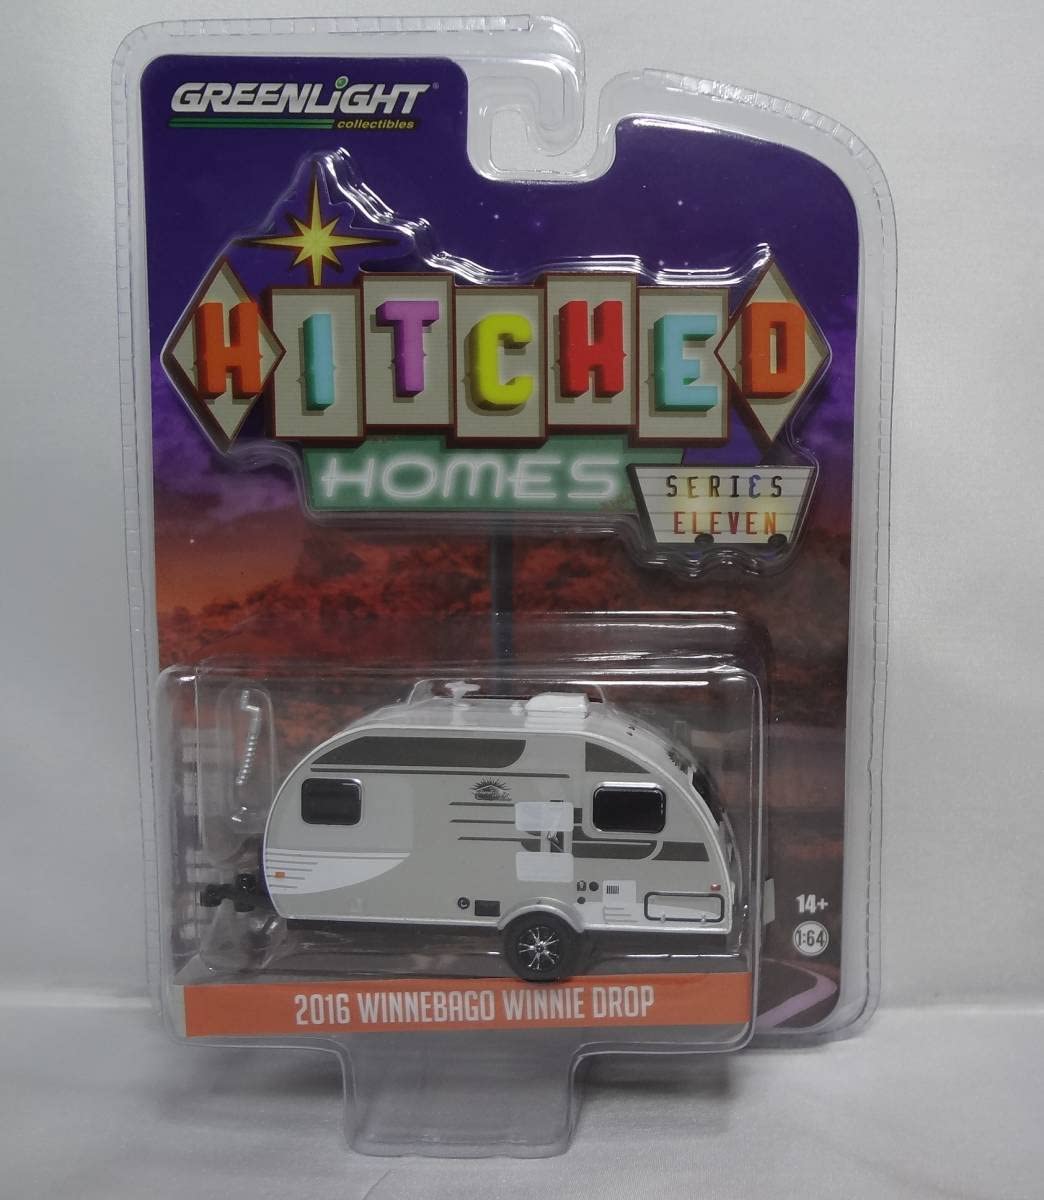 GREENLiGHT®
collectibles
HITCHED
HOMES
SERIES
ELEVEN
14+
1:64
2016 WINNEBAGO WINNIE DROP